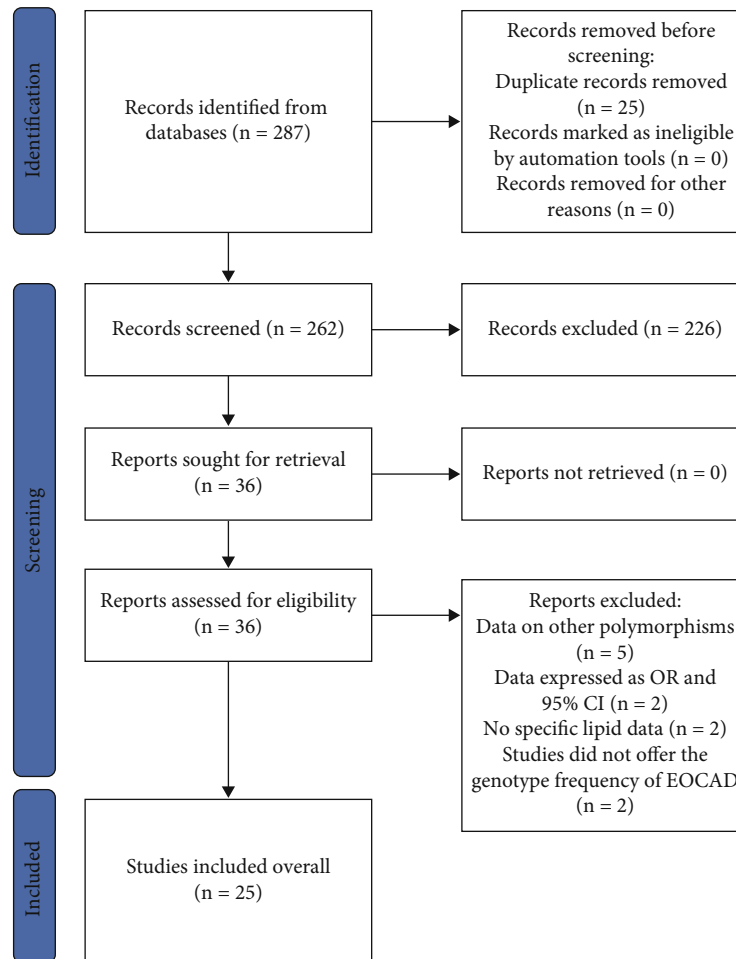 Identification
Records identified from
databases (n = 287)
Records removed before
screening:
Duplicate records removed
(n = 25)
Records marked as ineligible
by automation tools (n = 0)
Records removed for other
reasons (n = 0)
Screening
Records screened (n = 262)
Records excluded (n = 226)
Reports sought for retrieval
(n = 36)
Reports not retrieved (n = 0)
Reports assessed for eligibility
(n = 36)
Reports excluded:
Data on other polymorphisms
(n = 5)
Data expressed as OR and
95% CI (n = 2)
No specific lipid data (n = 2)
Studies did not offer the
genotype frequency of EOCAD
(n = 2)
Included
Studies included overall
(n = 25)